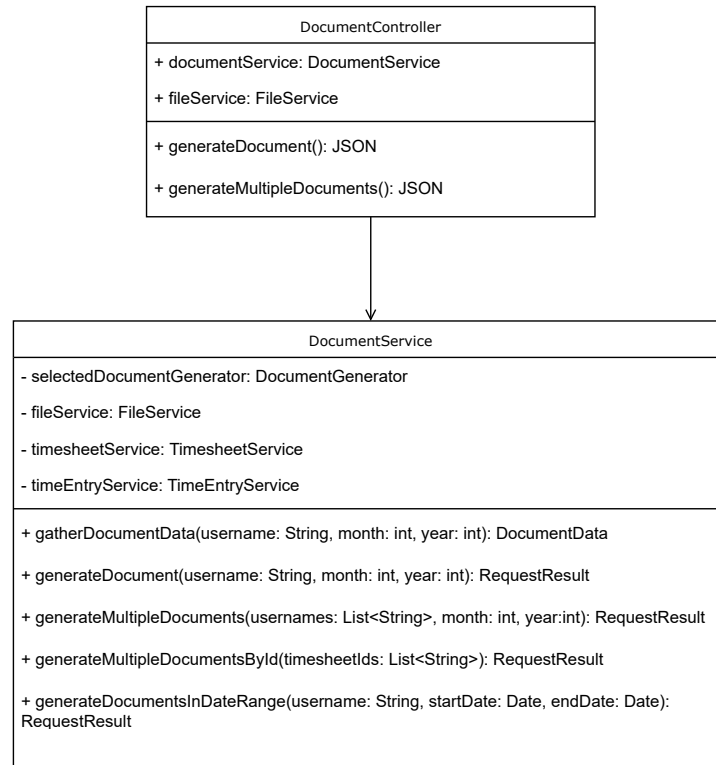 DocumentController
+ documentService: DocumentService
+ fileService: FileService
+ generateDocument(): JSON
+ generateMultipleDocuments(): JSON
DocumentService
- selectedDocumentGenerator: DocumentGenerator
- fileService: FileService
- timesheetService: TimesheetService
- timeEntryService: TimeEntryService
+ gatherDocumentData(username: String, month: int, year: int): DocumentData
+ generateDocument(username: String, month: int, year: int): RequestResult
+ generateMultipleDocuments(usernames: List<String>, month: int, year:int): RequestResult
+ generateMultipleDocumentsById(timesheetIds: List<String>): RequestResult
+ generateDocumentsInDateRange(username: String, startDate: Date, endDate: Date):
RequestResult